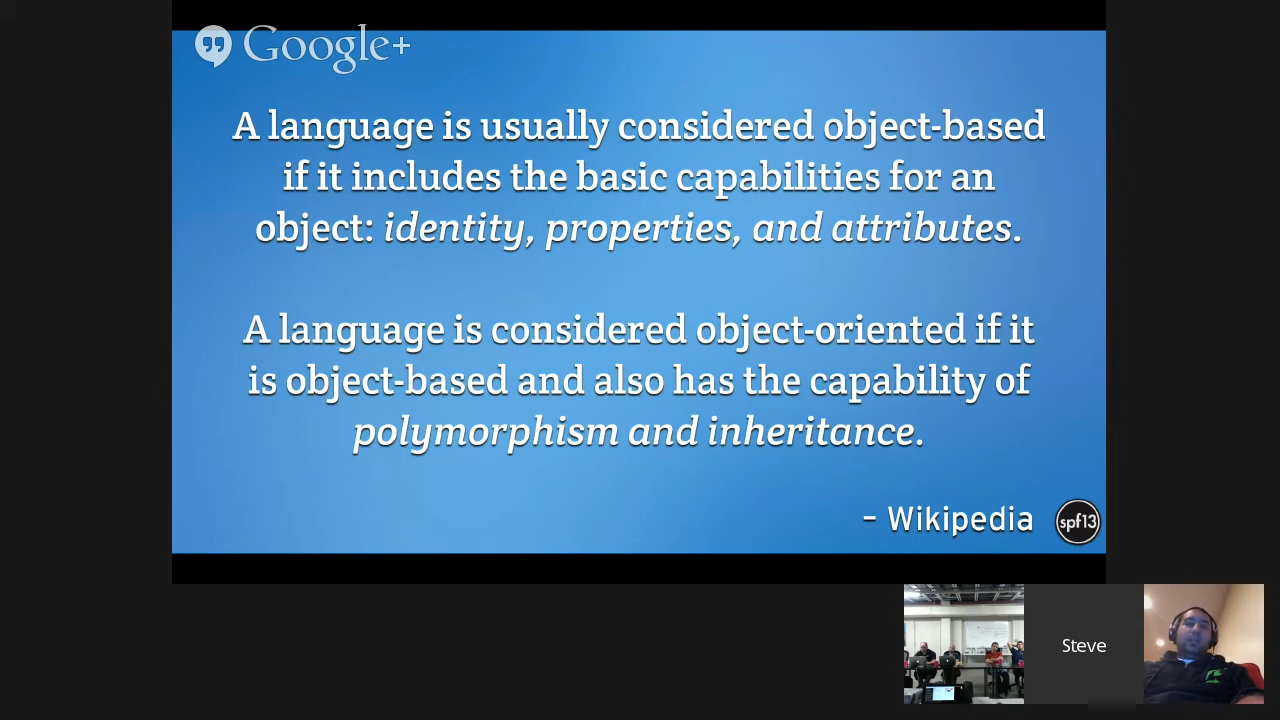 Google+
A language is usually considered object-based
if it includes the basic capabilities for an
object: identity, properties, and attributes.
A language is considered object-oriented if it
is object-based and also has the capability of
polymorphism and inheritance.
– Wikipedia
spf13
Steve